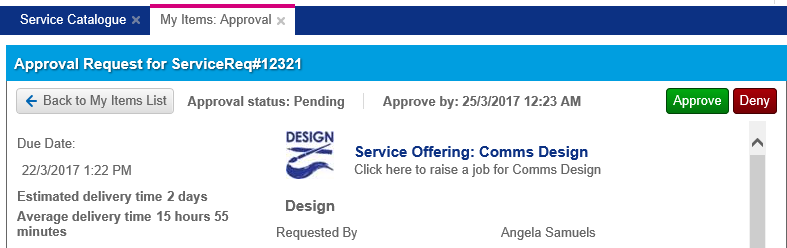 Service Catalogue
My Items: Approval
Approval Request for ServiceReq#12321
Back to My Items List
Approval status: Pending
Approve by: 25/3/2017 12:23 AM
Approve
Deny
Due Date:
22/3/2017 1:22 PM
Estimated delivery time 2 days
Average delivery time 15 hours 55
minutes
DESIGN
Service Offering: Comms Design
Click here to raise a job for Comms Design
Design
Requested By
Angela Samuels